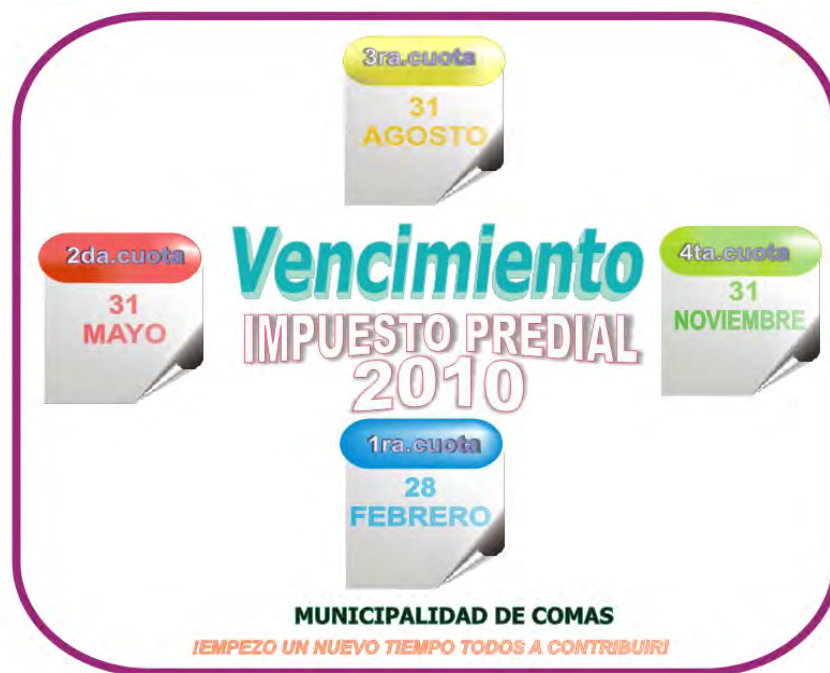 3ra.cuota
31
AGOSTO
2da.cuota
31
MAYO
Vencimiento
IMPUESTO PREDIAL
2010
4ta.cuota
31
NOVIEMBRE
1ra.cuota
28
FEBRERO
MUNICIPALIDAD DE COMAS
!EMPEZO UN NUEVO TIEMPO TODOS A CONTRIBUIR!